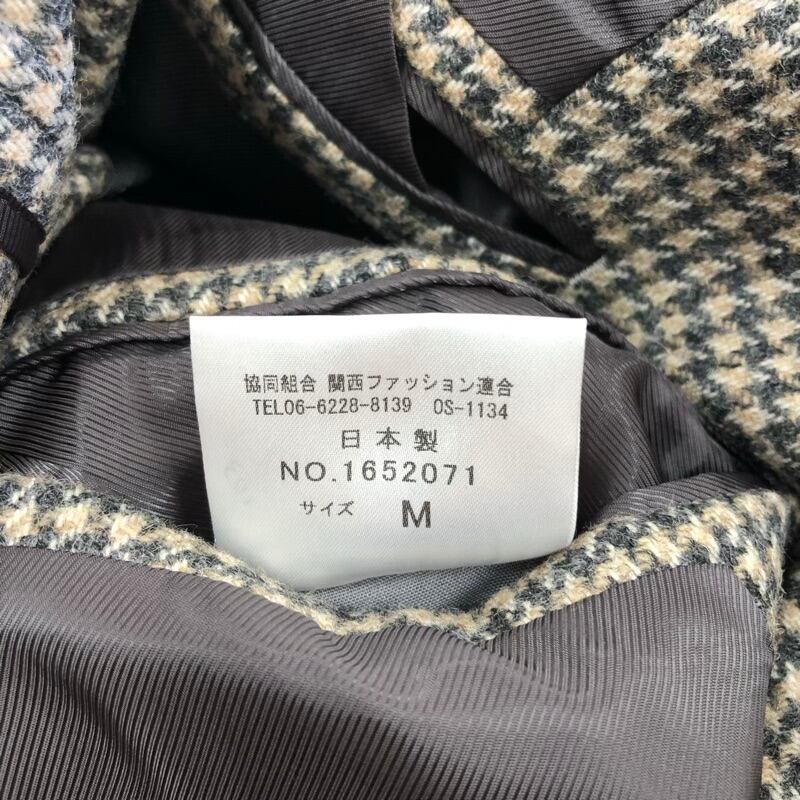 協同組合 関西ファッション連合
TEL06-6228-8139 OS-1134
日本製
NO.1652071
サイズ M